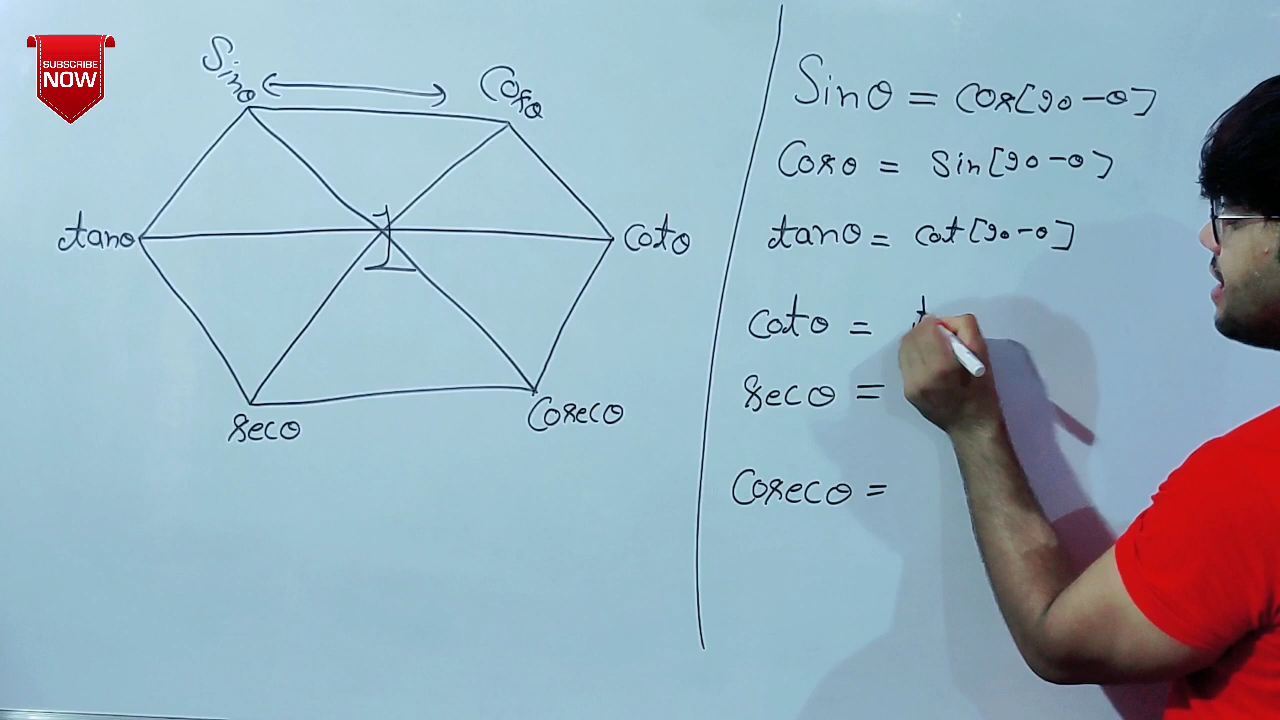 SUBSCRIBE
NOW
Sinθ
Cosθ
tanθ
1
Cotθ
Secθ
Cosecθ
Sinθ = Cos[90-θ]
Cosθ = Sin[90-θ]
tanθ = Cot[90-θ]
Cotθ = t
Secθ =
Cosecθ =